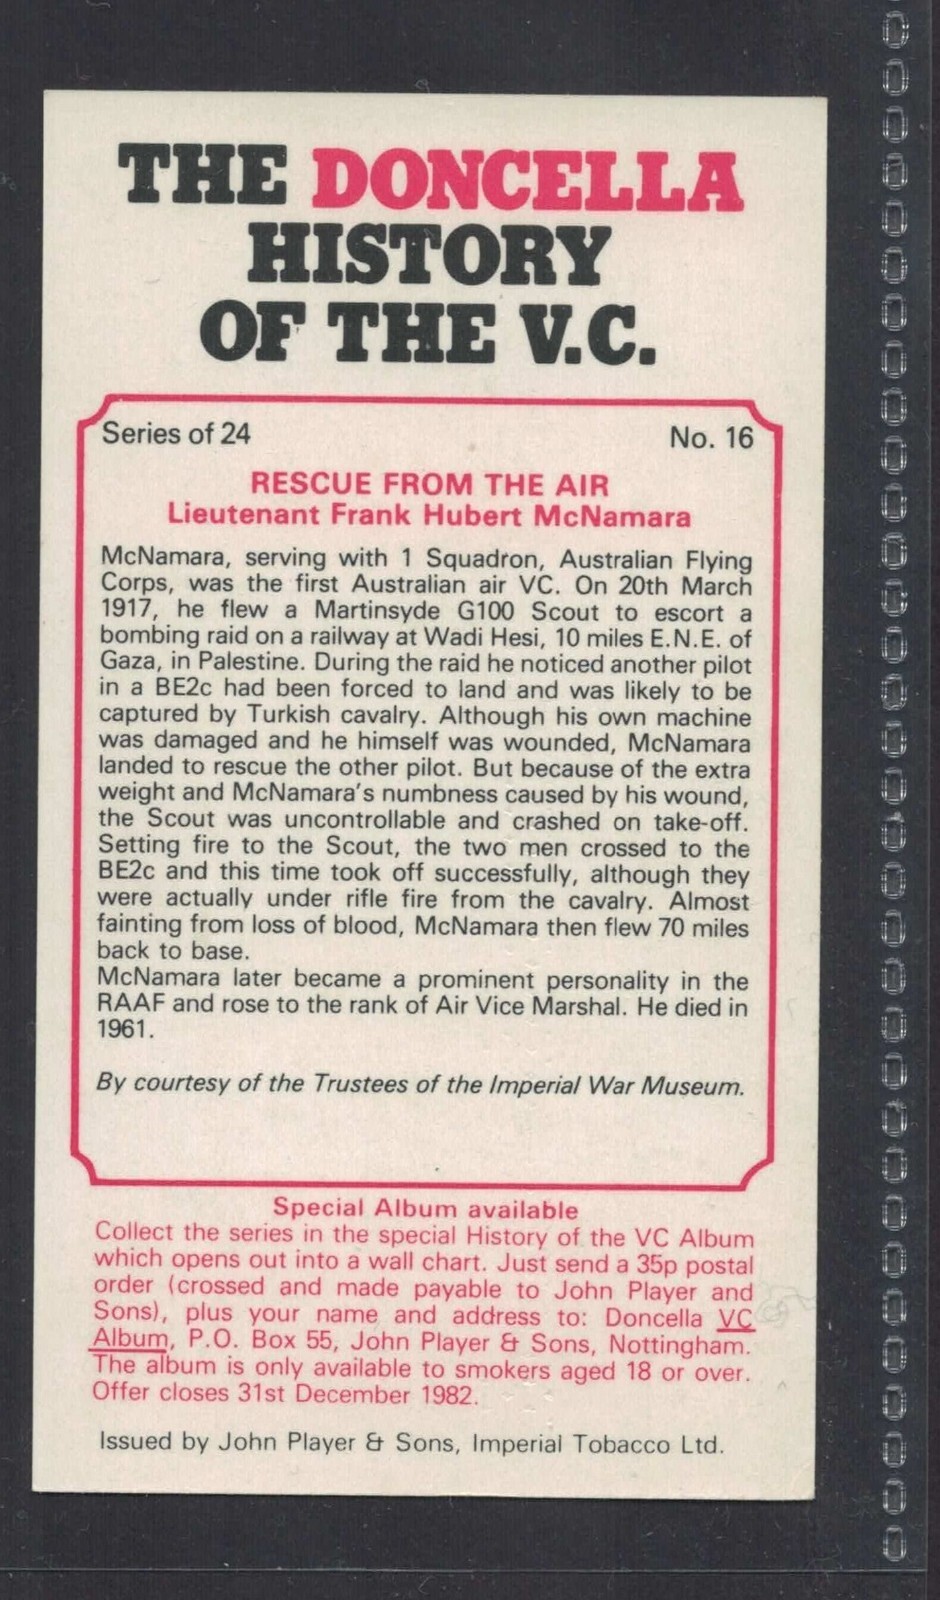 THE DONCELLA
HISTORY
OF THE V.C.
Series of 24 No. 16
RESCUE FROM THE AIR
Lieutenant Frank Hubert McNamara
McNamara, serving with 1 Squadron, Australian Flying
Corps, was the first Australian air VC. On 20th March
1917, he flew a Martinsyde G100 Scout to escort a
bombing raid on a railway at Wadi Hesi, 10 miles E.N.E. of
Gaza, in Palestine. During the raid he noticed another pilot
in a BE2c had been forced to land and was likely to be
captured by Turkish cavalry. Although his own machine
was damaged and he himself was wounded, McNamara
landed to rescue the other pilot. But because of the extra
weight and McNamara's numbness caused by his wound,
the Scout was uncontrollable and crashed on take-off.
Setting fire to the Scout, the two men crossed to the
BE2c and this time took off successfully, although they
were actually under rifle fire from the cavalry. Almost
fainting from loss of blood, McNamara then flew 70 miles
back to base.
McNamara later became a prominent personality in the
RAAF and rose to the rank of Air Vice Marshal. He died in
1961.
By courtesy of the Trustees of the Imperial War Museum.
Special Album available
Collect the series in the special History of the VC Album
which opens out into a wall chart. Just send a 35p postal
order (crossed and made payable to John Player and
Sons), plus your name and address to: Doncella VC
Album, P.O. Box 55, John Player & Sons, Nottingham.
The album is only available to smokers aged 18 or over.
Offer closes 31st December 1982.
Issued by John Player & Sons, Imperial Tobacco Ltd.